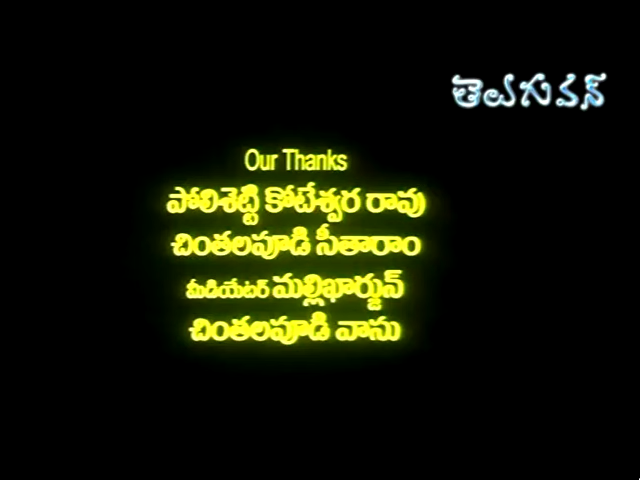 తెలుగువన్
Our Thanks
పోలిశెట్టి కోటేశ్వర రావు
చింతలపూడి సీతారాం
మీడియేటర్ మల్లిఖార్జున్
చింతలపూడి వాసు